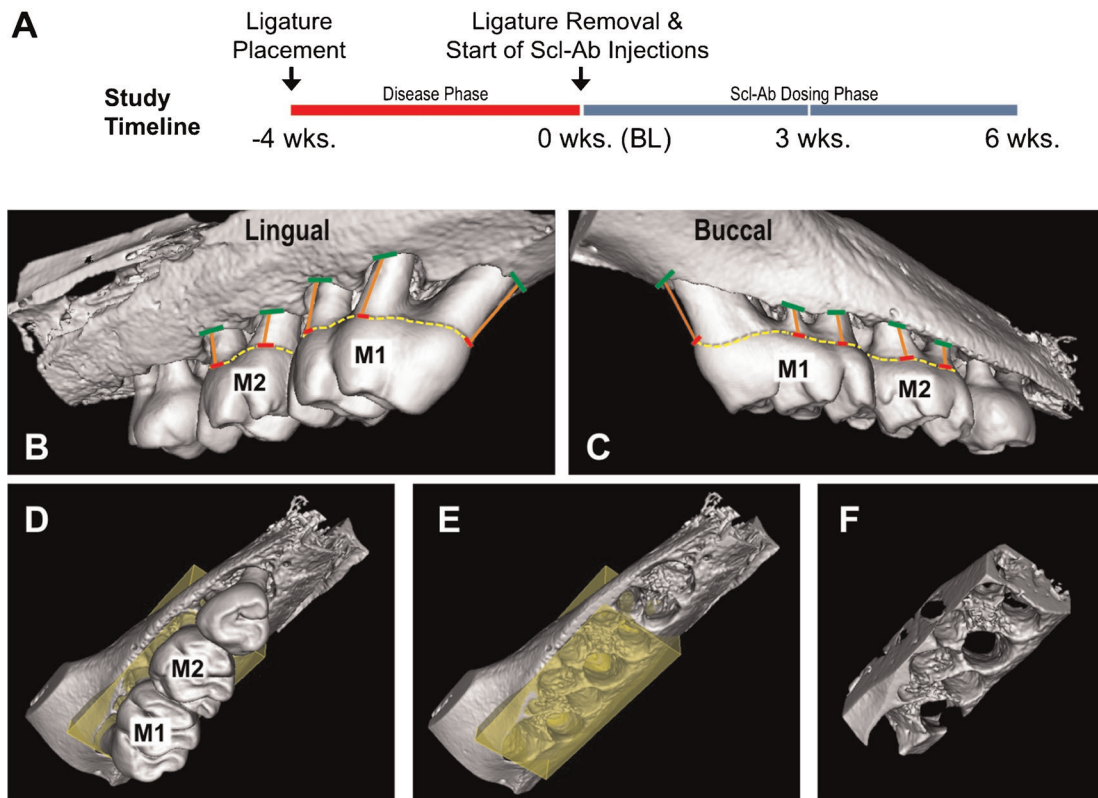 A
Ligature
Placement
Ligature Removal &
Start of Scl-Ab Injections
Study
Timeline
Disease Phase
Scl-Ab Dosing Phase
-4 wks.
0 wks. (BL)
3 wks.
6 wks.
Lingual
M1
M2
B
Buccal
M1
M2
C
D
M2
M1
E
F